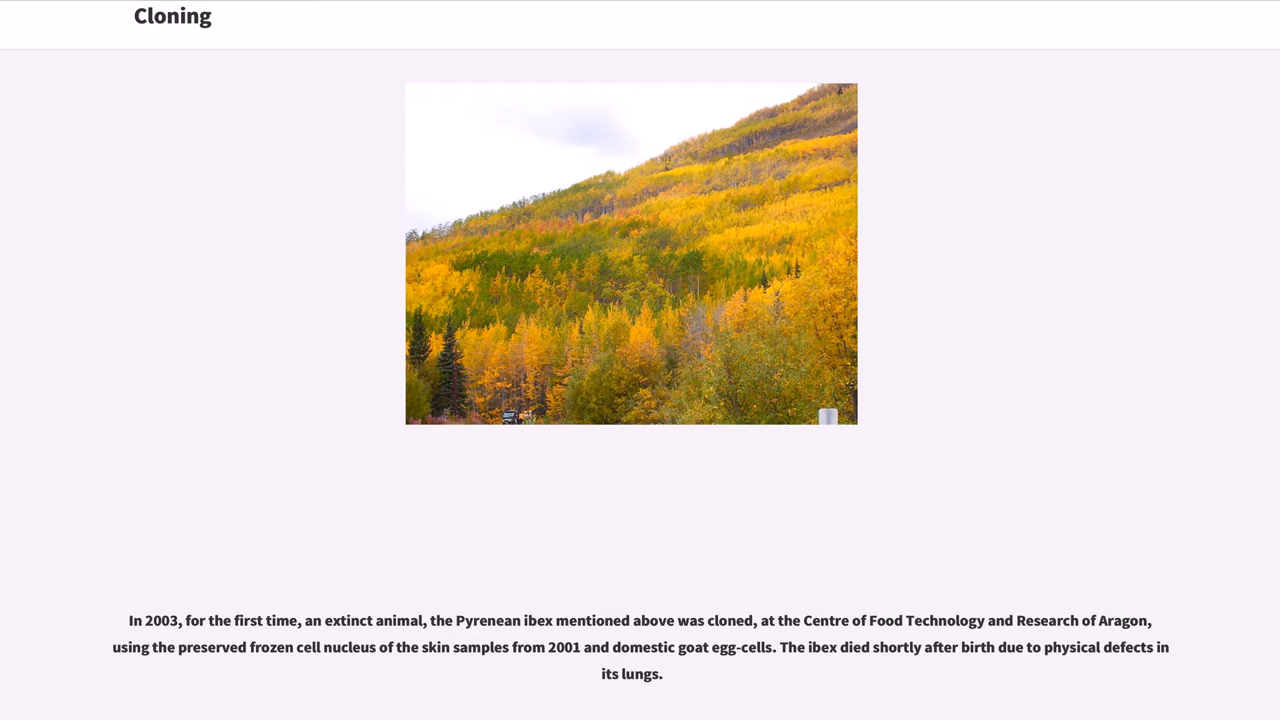 Cloning
In 2003, for the first time, an extinct animal, the Pyrenean ibex mentioned above was cloned, at the Centre of Food Technology and Research of Aragon,
using the preserved frozen cell nucleus of the skin samples from 2001 and domestic goat egg-cells. The ibex died shortly after birth due to physical defects in
its lungs.